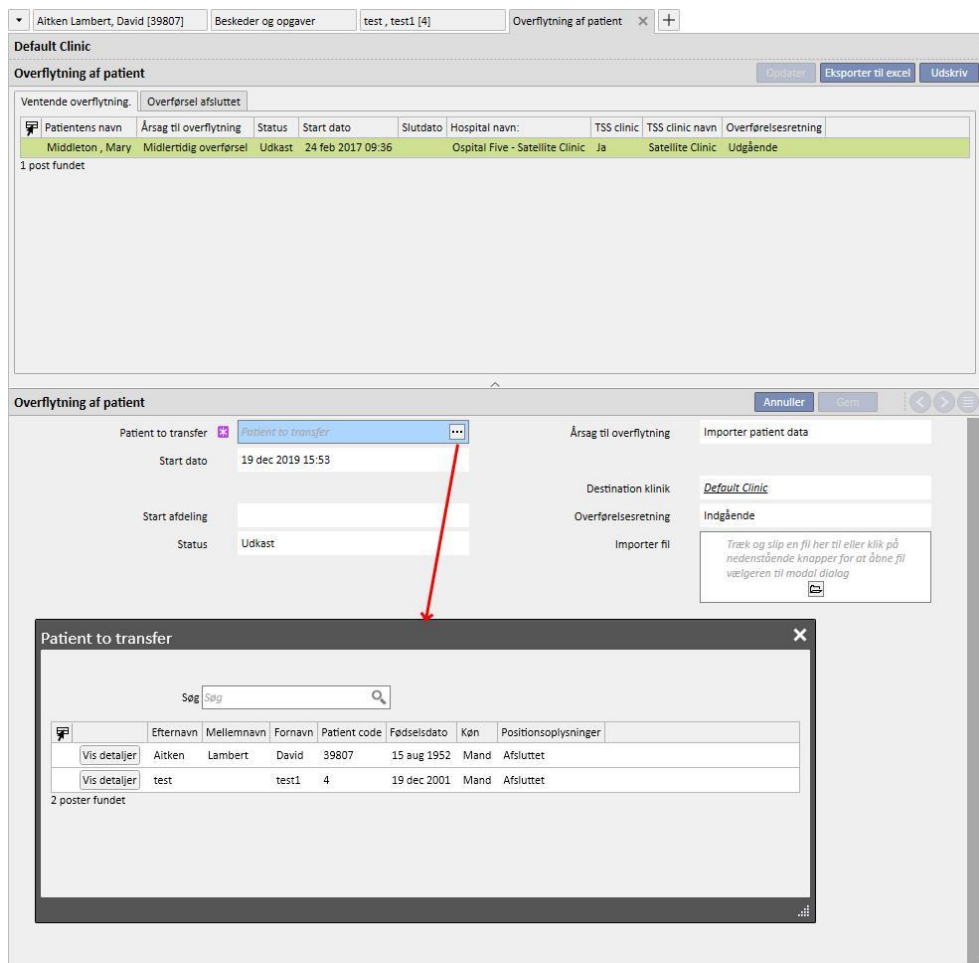 Aitken Lambert, David [39807] Beskeder og opgaver test , test1 [4] Overflytning af patient
Default Clinic
Overflytning af patient Opdater Eksporter til excel Udskriv
Ventende overflytning. Overførsel afsluttet
Patientens navn Årsag til overflytning Status Start dato Slutdato Hospital navn: TSS clinic TSS clinic navn Overførelsesretning
Middleton , Mary Midlertidig overførsel Udkast 24 feb 2017 09:36 Ospital Five - Satellite Clinic Ja Satellite Clinic Udgående
1 post fundet
Overflytning af patient Annuller Gem
Patient to transfer Patient to transfer Årsag til overflytning Importer patient data
Start dato 19 dec 2019 15:53
Destination klinik Default Clinic
Start afdeling Overførelsesretning Indgående
Status Udkast Importer fil Træk og slip en fil her til eller klik på
nedenstående knapper for at åbne fil
vælgeren til modal dialog
Patient to transfer
Søg Søg
Efternavn Mellemnavn Fornavn Patient code Fødselsdato Køn Positionsoplysninger
Vis detaljer Aitken Lambert David 39807 15 aug 1952 Mand Afsluttet
Vis detaljer test test1 4 19 dec 2001 Mand Afsluttet
2 poster fundet